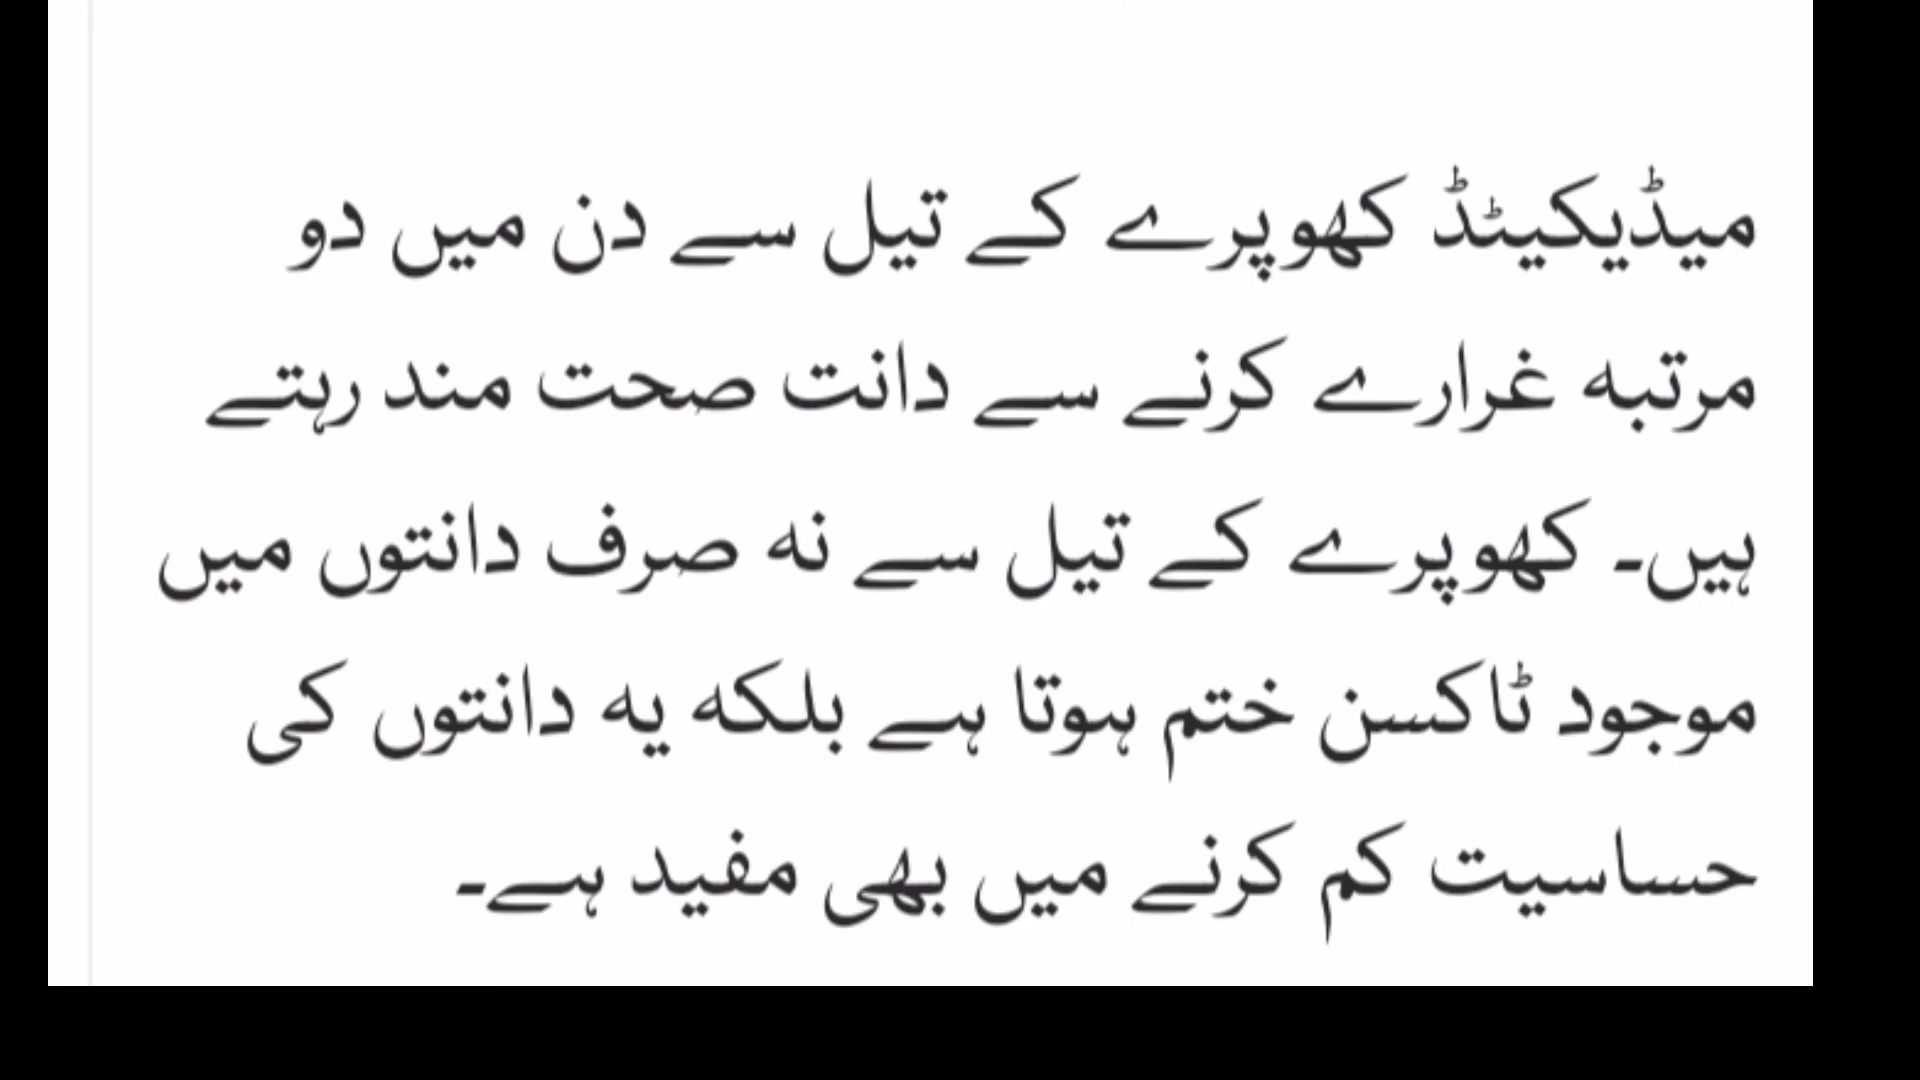 میڈیکیٹڈ کھوپرے کے تیل سے دن میں دو
مرتبہ غرارے کرنے سے دانت صحت مند رہتے
ہیں۔ کھوپرے کے تیل سے نہ صرف دانتوں میں
موجود ٹاکسن ختم ہوتا ہے بلکہ یہ دانتوں کی
حساسیت کم کرنے میں بھی مفید ہے۔